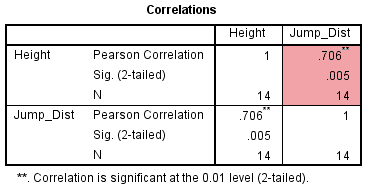 Correlations
Height Jump_Dist
Height Pearson Correlation 1 .706**
Sig. (2-tailed) .005
N 14 14
Jump_Dist Pearson Correlation .706** 1
Sig. (2-tailed) .005
N 14 14
**. Correlation is significant at the 0.01 level (2-tailed).